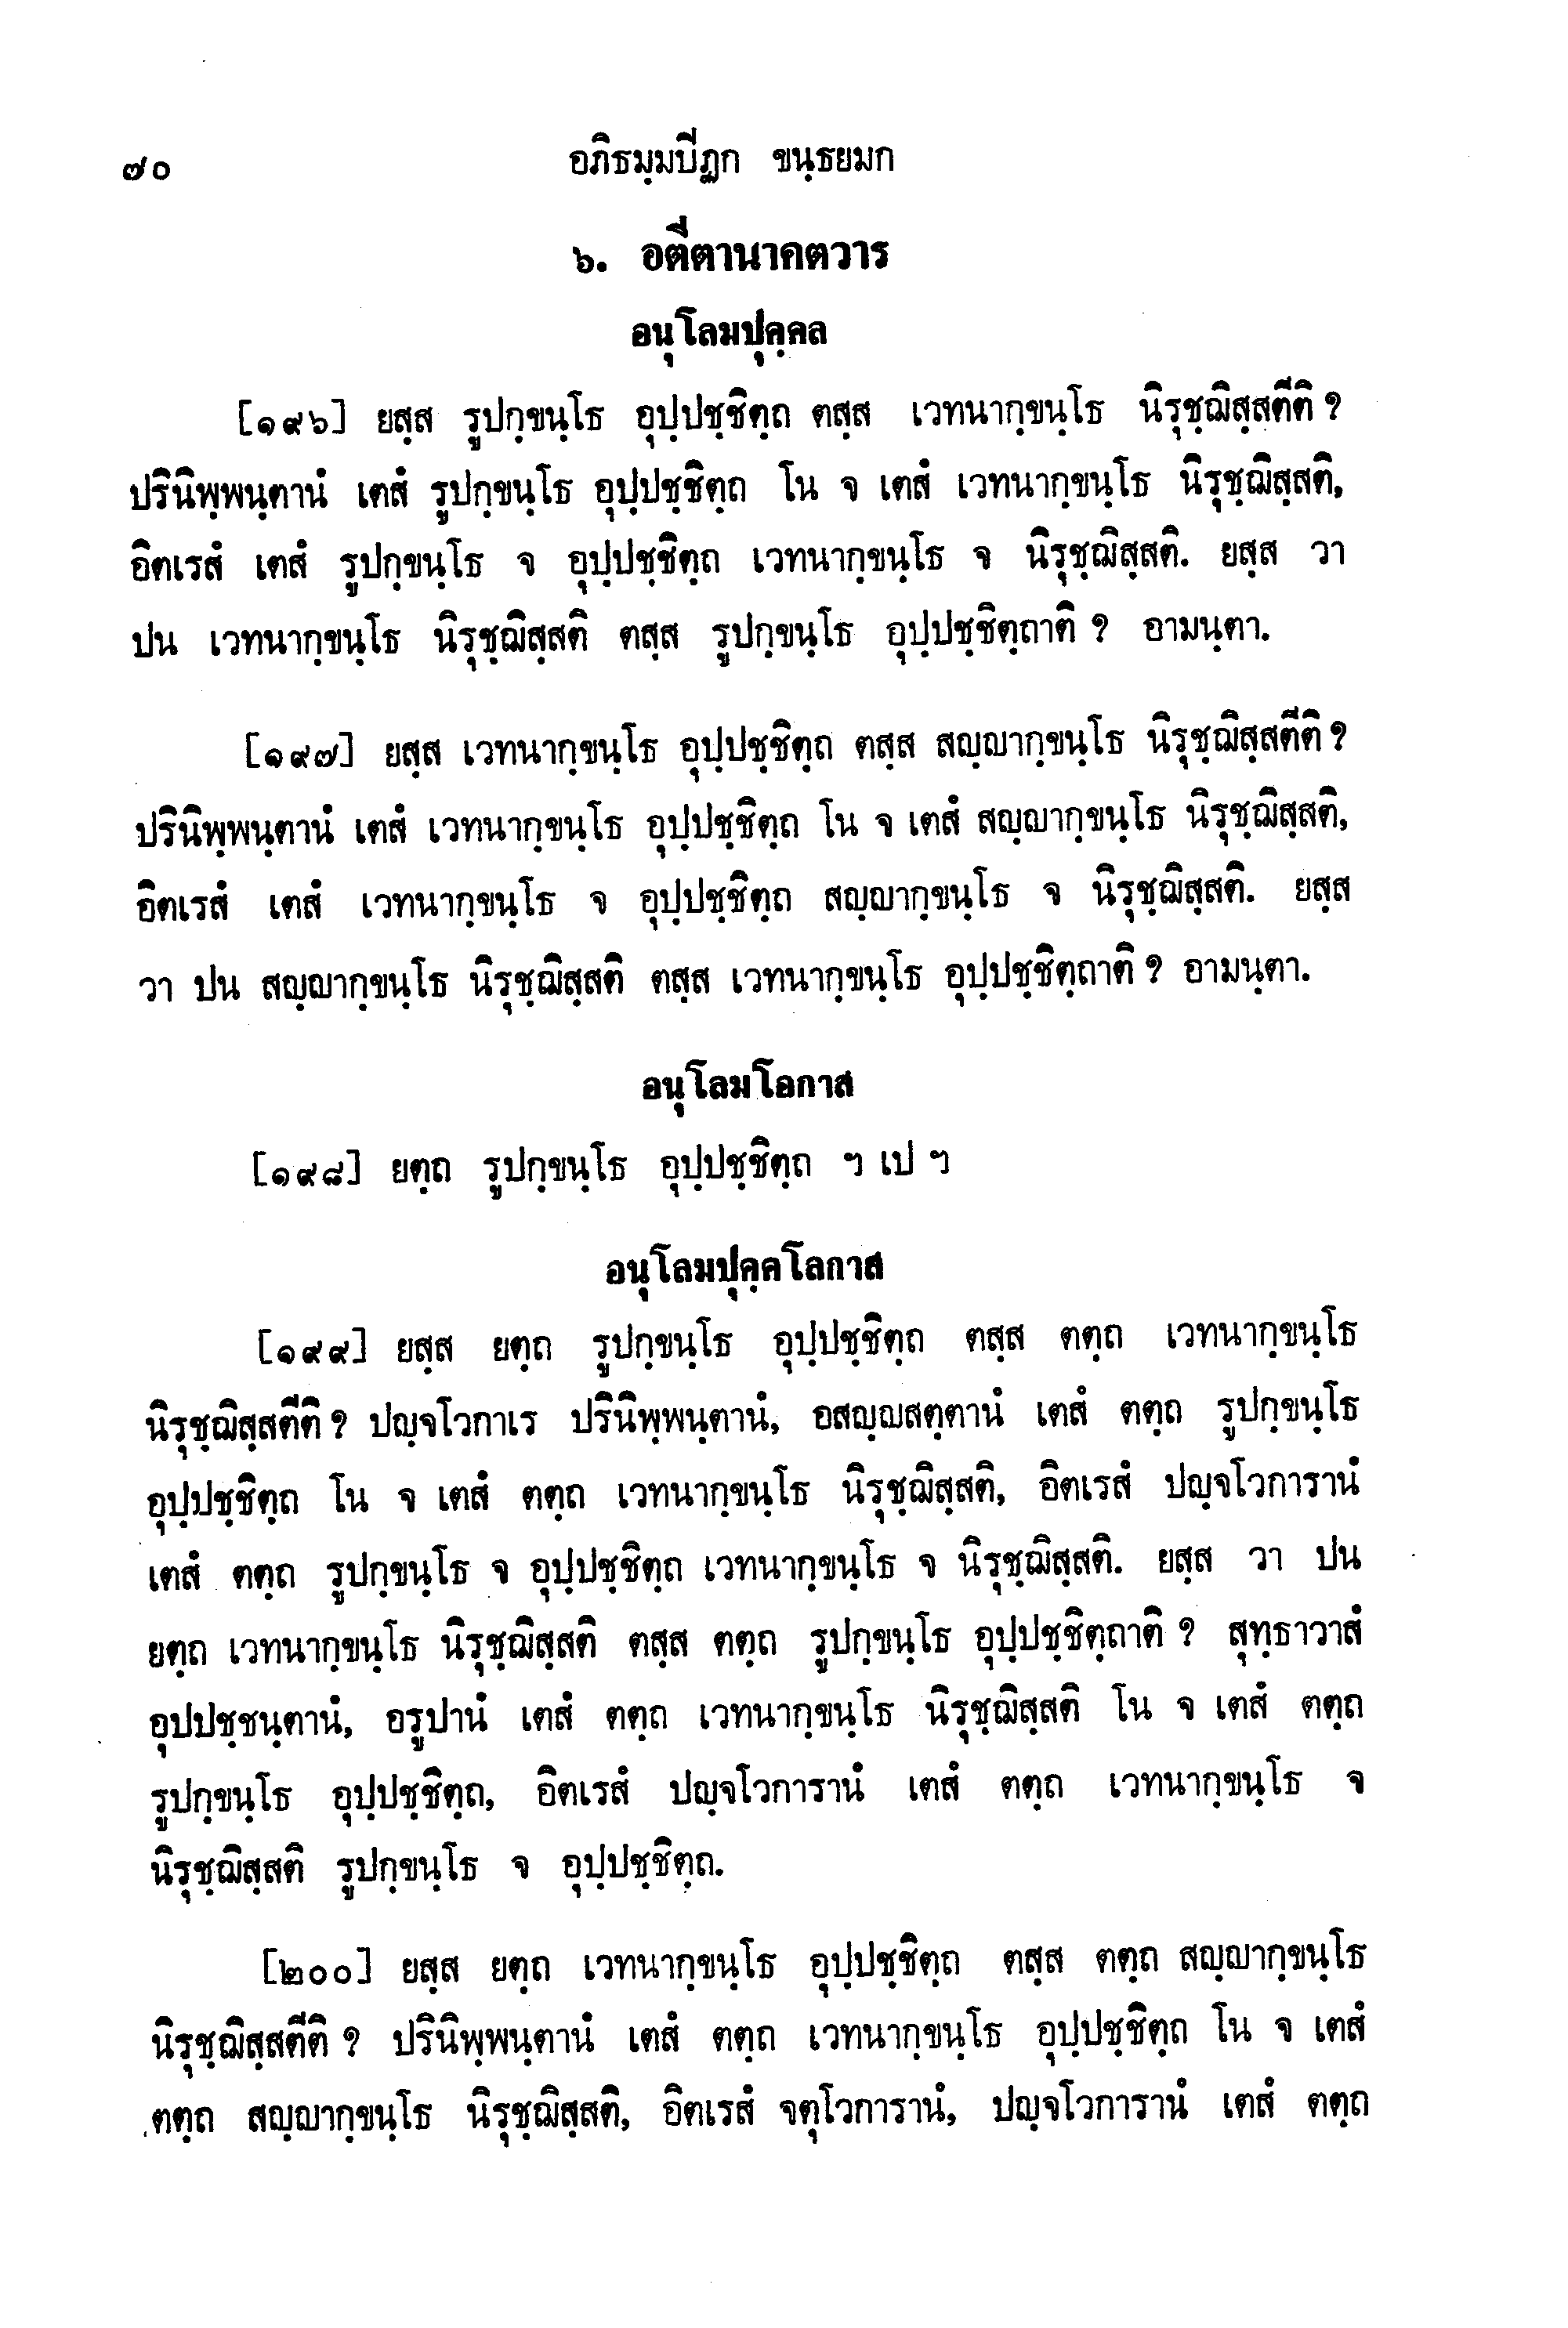 ๗๐ อภิธมฺมปีฏก ขนฺธยมก
๖. อตีตานาคตวาร
อนุโลมปุคฺคล
[๑๙๖] ยสฺส รูปกฺขนฺโธ อุปฺปชฺชิตฺถ ตสฺส เวทนากฺขนฺโธ นิรุชฺฌิสฺสตีติ ?
ปรินิพฺพนฺตานํ เตสํ รูปกฺขนฺโธ อุปฺปชฺชิตฺถ โน จ เตสํ เวทนากฺขนฺโธ นิรุชฺฌิสฺสติ,
อิตเรสํ เตสํ รูปกฺขนฺโธ จ อุปฺปชฺชิตฺถ เวทนากฺขนฺโธ จ นิรุชฺฌิสฺสติ. ยสฺส วา
ปน เวทนากฺขนฺโธ นิรุชฺฌิสฺสติ ตสฺส รูปกฺขนฺโธ อุปฺปชฺชิตฺถาติ ? อามนฺตา.
[๑๙๗] ยสฺส เวทนากฺขนฺโธ อุปฺปชฺชิตฺถ ตสฺส สญฺญากฺขนฺโธ นิรุชฺฌิสฺสตีติ ?
ปรินิพฺพนฺตานํ เตสํ เวทนากฺขนฺโธ อุปฺปชฺชิตฺถ โน จ เตสํ สญฺญากฺขนฺโธ นิรุชฺฌิสฺสติ,
อิตเรสํ เตสํ เวทนากฺขนฺโธ จ อุปฺปชฺชิตฺถ สญฺญากฺขนฺโธ จ นิรุชฺฌิสฺสติ. ยสฺส
วา ปน สญฺญากฺขนฺโธ นิรุชฺฌิสฺสติ ตสฺส เวทนากฺขนฺโธ อุปฺปชฺชิตฺถาติ ? อามนฺตา.
อนุโลมโอกาส
[๑๙๘] ยตฺถ รูปกฺขนฺโธ อุปฺปชฺชิตฺถ ฯ เป ฯ
อนุโลมปุคฺคโลกาส
[๑๙๙] ยสฺส ยตฺถ รูปกฺขนฺโธ อุปฺปชฺชิตฺถ ตสฺส ตตฺถ เวทนากฺขนฺโธ
นิรุชฺฌิสฺสตีติ ? ปญฺจโวกาเร ปรินิพฺพนฺตานํ, อสญฺญสตฺตานํ เตสํ ตตฺถ รูปกฺขนฺโธ
อุปฺปชฺชิตฺถ โน จ เตสํ ตตฺถ เวทนากฺขนฺโธ นิรุชฺฌิสฺสติ, อิตเรสํ ปญฺจโวการานํ
เตสํ ตตฺถ รูปกฺขนฺโธ จ อุปฺปชฺชิตฺถ เวทนากฺขนฺโธ จ นิรุชฺฌิสฺสติ. ยสฺส วา ปน
ยตฺถ เวทนากฺขนฺโธ นิรุชฺฌิสฺสติ ตสฺส ตตฺถ รูปกฺขนฺโธ อุปฺปชฺชิตฺถาติ ? สุทฺธาวาสํ
อุปปชฺชนฺตานํ, อรูปานํ เตสํ ตตฺถ เวทนากฺขนฺโธ นิรุชฺฌิสฺสติ โน จ เตสํ ตตฺถ
รูปกฺขนฺโธ อุปฺปชฺชิตฺถ, อิตเรสํ ปญฺจโวการานํ เตสํ ตตฺถ เวทนากฺขนฺโธ จ
นิรุชฺฌิสฺสติ รูปกฺขนฺโธ จ อุปฺปชฺชิตฺถ.
[๒๐๐] ยสฺส ยตฺถ เวทนากฺขนฺโธ อุปฺปชฺชิตฺถ ตสฺส ตตฺถ สญฺญากฺขนฺโธ
นิรุชฺฌิสฺสตีติ ? ปรินิพฺพนฺตานํ เตสํ ตตฺถ เวทนากฺขนฺโธ อุปฺปชฺชิตฺถ โน จ เตสํ
ตตฺถ สญฺญากฺขนฺโธ นิรุชฺฌิสฺสติ, อิตเรสํ จตุโวการานํ, ปญฺจโวการานํ เตสํ ตตฺถ